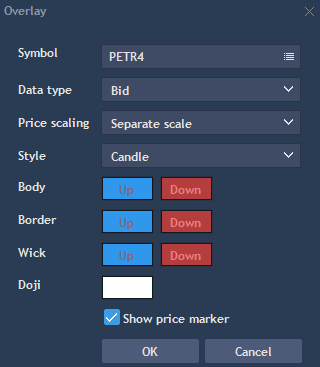 Overlay
Symbol PETR4
Data type Bid
Price scaling Separate scale
Style Candle
Body Up Down
Border Up Down
Wick Up Down
Doji
Show price marker
OK Cancel